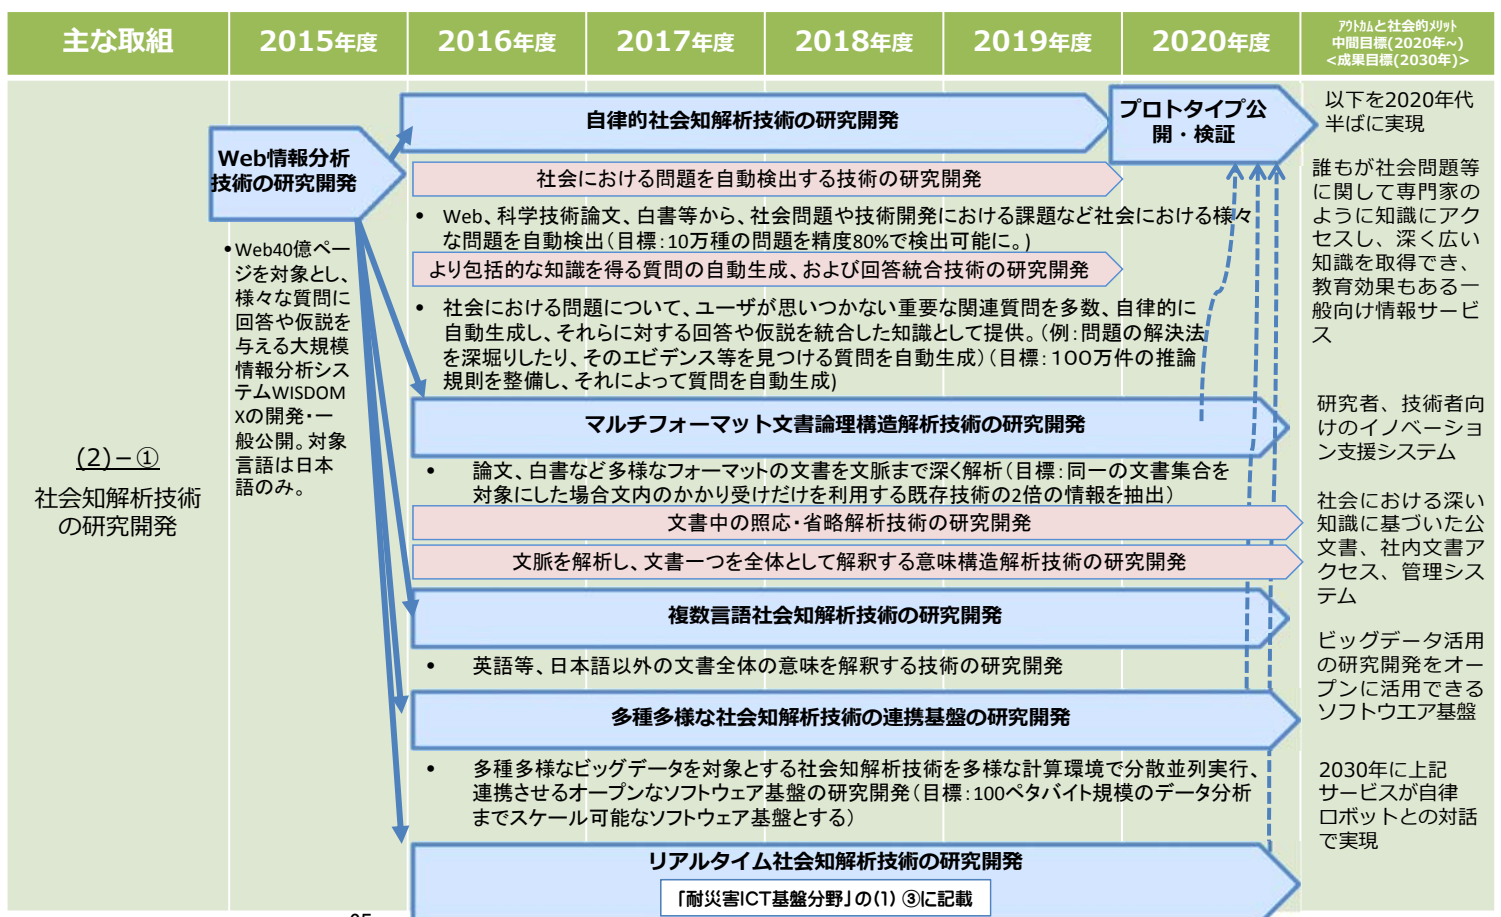 主な取組
2015年度
2016年度
2017年度
2018年度
2019年度
2020年度
アウトカムと社会的メリット
中間目標(2020年~)
<成果目標(2030年)>
(2)-①
社会知解析技術
の研究開発
Web情報分析
技術の研究開発
•Web40億ペー
ジを対象とし、
様々な質問に
回答や仮説を
与える大規模
情報分析シス
テムWISDOM
Xの開発・一
般公開。対象
言語は日本
語のみ。
自律的社会知解析技術の研究開発
プロトタイプ公
開・検証
社会における問題を自動検出する技術の研究開発
• Web、科学技術論文、白書等から、社会問題や技術開発における課題など社会における様々
な問題を自動検出(目標:10万種の問題を精度80%で検出可能に。)
より包括的な知識を得る質問の自動生成、および回答統合技術の研究開発
• 社会における問題について、ユーザが思いつかない重要な関連質問を多数、自律的に
自動生成し、それらに対する回答や仮説を統合した知識として提供。(例:問題の解決法
を深堀りしたり、そのエビデンス等を見つける質問を自動生成)(目標:100万件の推論
規則を整備し、それによって質問を自動生成)
マルチフォーマット文書論理構造解析技術の研究開発
• 論文、白書など多様なフォーマットの文書を文脈まで深く解析(目標:同一の文書集合を
対象にした場合文内のかかり受けだけを利用する既存技術の2倍の情報を抽出)
文書中の照応・省略解析技術の研究開発
文脈を解析し、文書一つを全体として解釈する意味構造解析技術の研究開発
複数言語社会知解析技術の研究開発
• 英語等、日本語以外の文書全体の意味を解釈する技術の研究開発
多種多様な社会知解析技術の連携基盤の研究開発
• 多種多様なビッグデータを対象とする社会知解析技術を多様な計算環境で分散並列実行、
連携させるオープンなソフトウェア基盤の研究開発(目標:100ペタバイト規模のデータ分析
までスケール可能なソフトウェア基盤とする)
リアルタイム社会知解析技術の研究開発
「耐災害ICT基盤分野」の(1) ③に記載
以下を2020年代
半ばに実現
誰もが社会問題等
に関して専門家の
ように知識にアク
セスし、深く広い
知識を取得でき、
教育効果もある一
般向け情報サービ
ス
研究者、技術者向
けのイノベーショ
ン支援システム
社会における深い
知識に基づいた公
文書、社内文書ア
クセス、管理シス
テム
ビッグデータ活用
の研究開発をオー
プンに活用できる
ソフトウエア基盤
2030年に上記
サービスが自律
ロボットとの対話
で実現